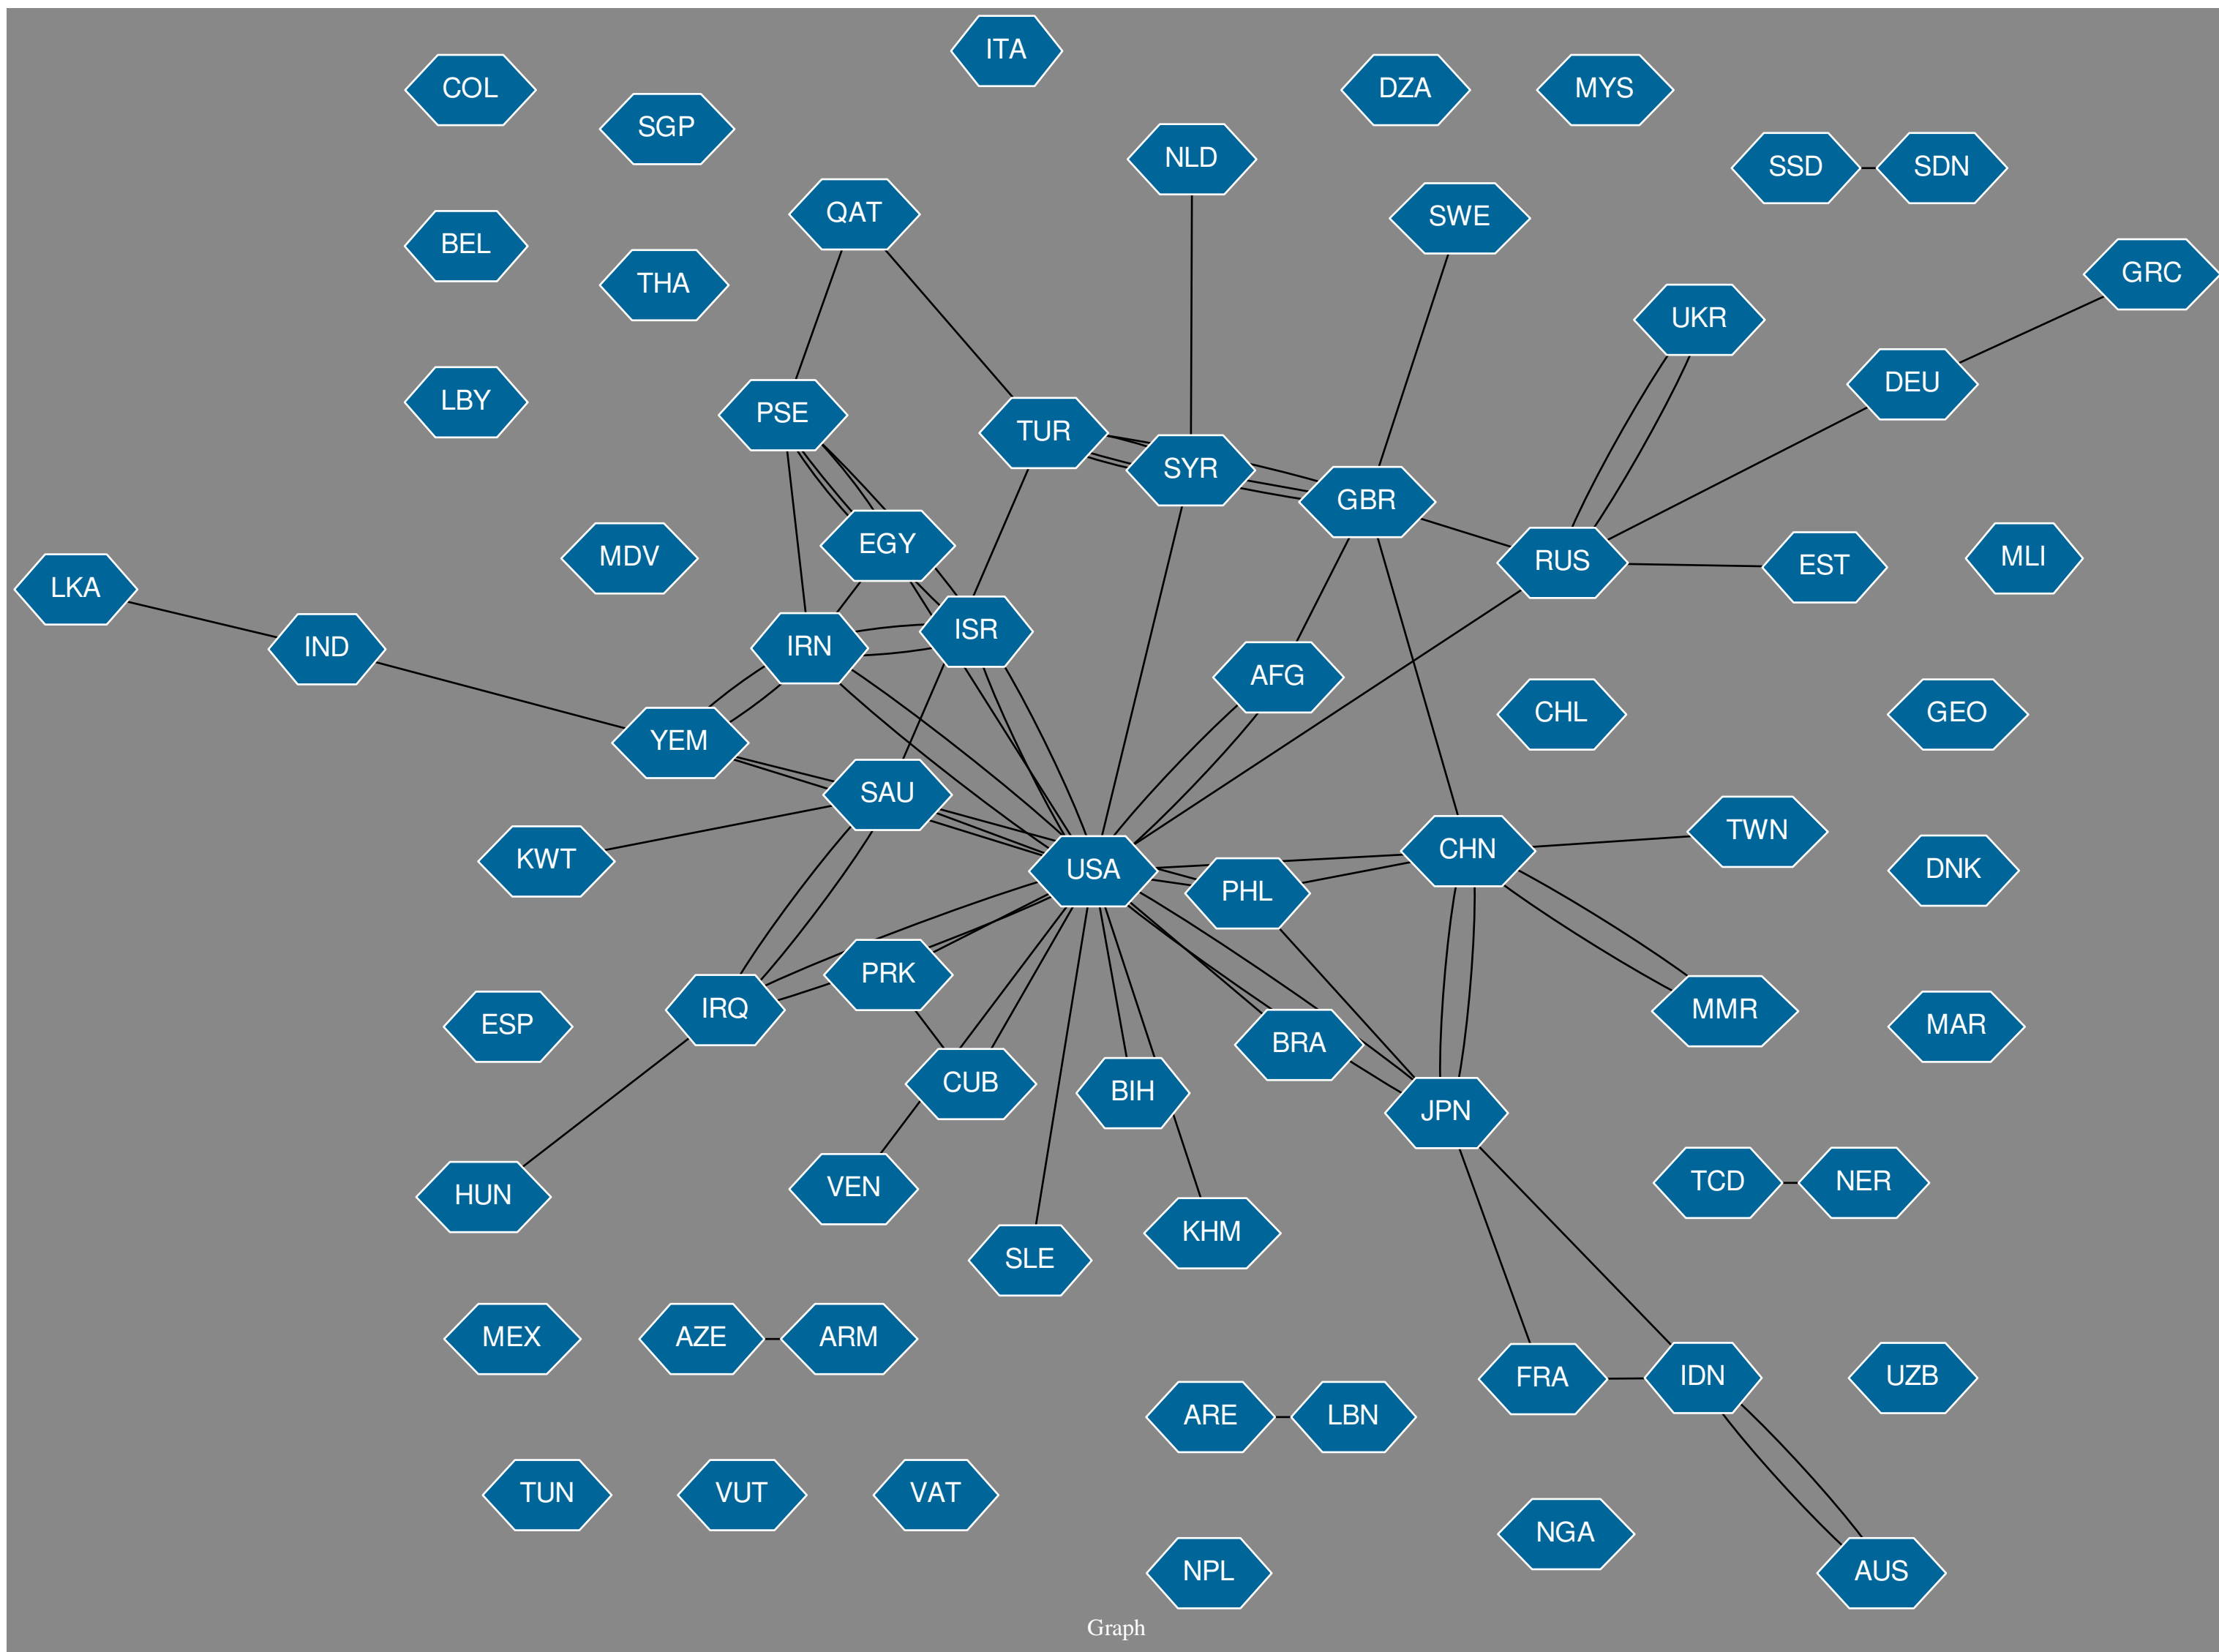 ITA
COL
DZA
MYS
SGP
NLD
SSD
SDN
QAT
SWE
BEL
GRC
THA
UKR
DEU
LBY
PSE
TUR
SYR
GBR
EGY
MDV
RUS
EST
MLI
LKA
IND
IRN
ISR
AFG
YEM
CHL
GEO
SAU
TWN
KWT
CHN
USA
PHL
DNK
PRK
IRQ
MMR
ESP
MAR
BRA
CUB
BIH
JPN
TCD
NER
HUN
VEN
KHM
SLE
MEX
AZE
ARM
FRA
IDN
UZB
ARE
LBN
TUN
VUT
VAT
NGA
NPL
AUS
Graph